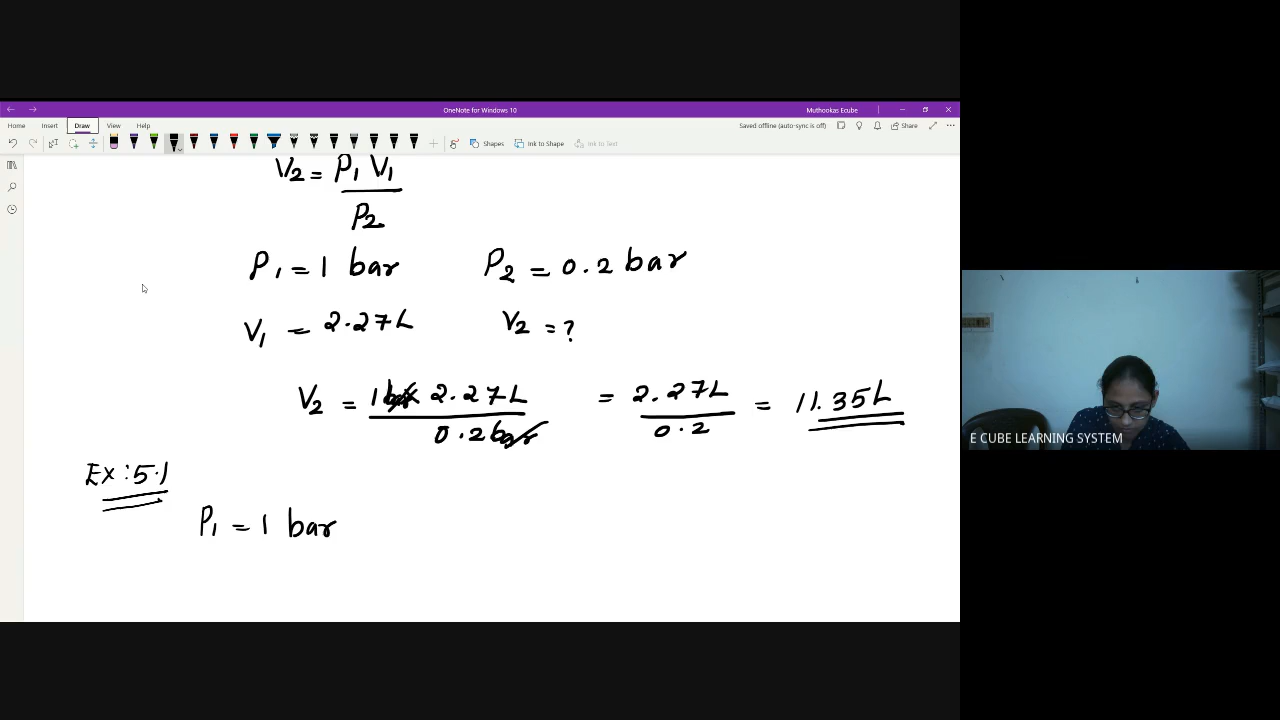 OneNote for Windows 10
Muthookas Ecube
Home Insert Draw View Help
Saved offline (auto-sync is off) Share
Shapes Ink to Shape Ink to Text
V2 = P1 V1
P2
P1 = 1 bar P2 = 0.2 bar
V1 = 2.27L V2 = ?
V2 = 1 bar × 2.27L = 2.27L = 11.35L
0.2 bar 0.2
Ex : 5.1
P1 = 1 bar
E CUBE LEARNING SYSTEM